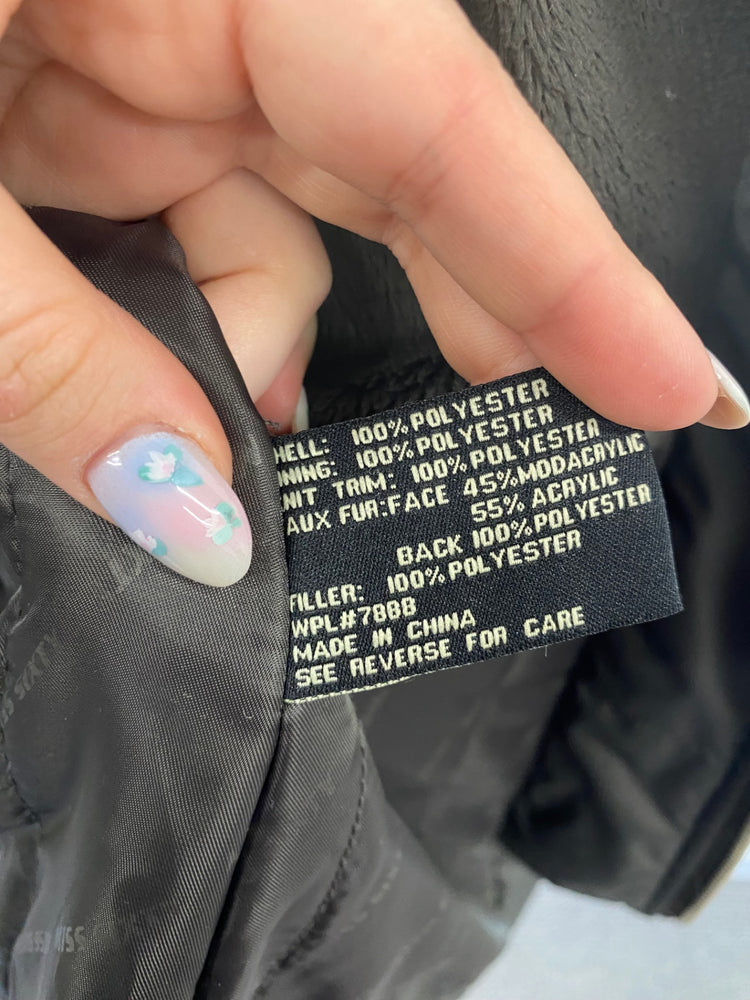 HELL: 100% POLYESTER
NING: 100% POLYESTER
NIT TRIM: 100% POLYESTER
AUX FUR:FACE 45%MODACRYLIC
55% ACRYLIC
BACK 100%POLYESTER
FILLER: 100% POLYESTER
WPL#7888
MADE IN CHINA
SEE REVERSE FOR CARE